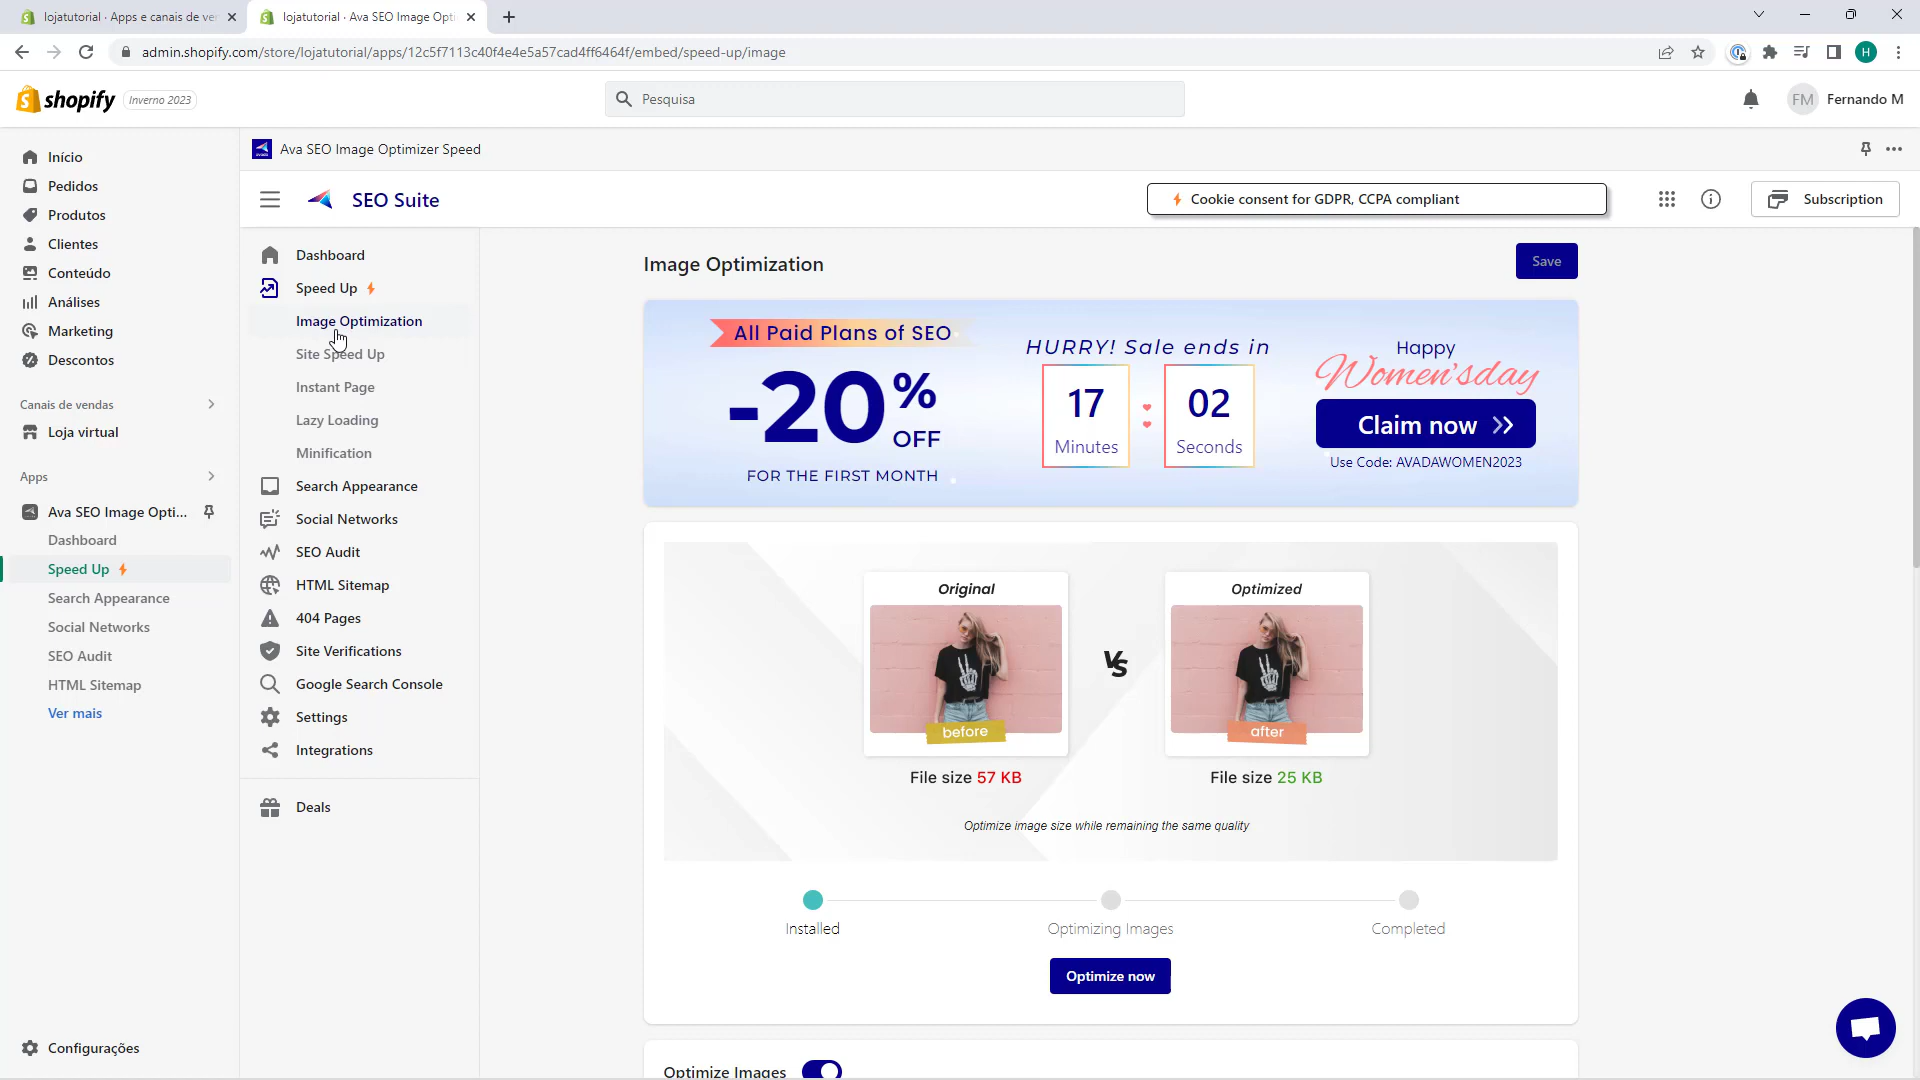 lojatutorial · Apps e canais de ve
lojatutorial · Ava SEO Image Opti
admin.shopify.com/store/lojatutorial/apps/12c5f7113c40f4e4e5a57cad4ff6464f/embed/speed-up/image
H
shopify
Inverno 2023
Pesquisa
FM
Fernando M
Início
Pedidos
Produtos
Clientes
Conteúdo
Análises
Marketing
Descontos
Canais de vendas
Loja virtual
Apps
Ava SEO Image Opti...
Dashboard
Speed Up
Search Appearance
Social Networks
SEO Audit
HTML Sitemap
Ver mais
Configurações
Ava SEO Image Optimizer Speed
SEO Suite
Cookie consent for GDPR, CCPA compliant
Subscription
Dashboard
Speed Up
Image Optimization
Site Speed Up
Instant Page
Lazy Loading
Minification
Search Appearance
Social Networks
SEO Audit
HTML Sitemap
404 Pages
Site Verifications
Google Search Console
Settings
Integrations
Deals
Image Optimization
Save
All Paid Plans of SEO
-20% OFF
FOR THE FIRST MONTH
HURRY! Sale ends in
17 : 02
Minutes Seconds
Happy
Women'sday
Claim now
Use Code: AVADAWOMEN2023
Original
before
File size 57 KB
VS
Optimized
after
File size 25 KB
Optimize image size while remaining the same quality
Installed
Optimizing Images
Completed
Optimize now
Optimize Images